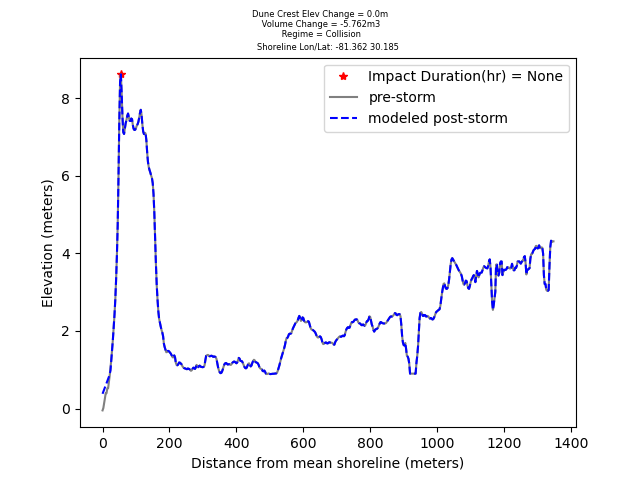 Dune Crest Elev Change = 0.0m
Volume Change = -5.762m3
Regime = Collision
Shoreline Lon/Lat: -81.362 30.185
Impact Duration(hr) = None
pre-storm
modeled post-storm
Elevation (meters)
8
6
4
2
0
0 200 400 600 800 1000 1200 1400
Distance from mean shoreline (meters)